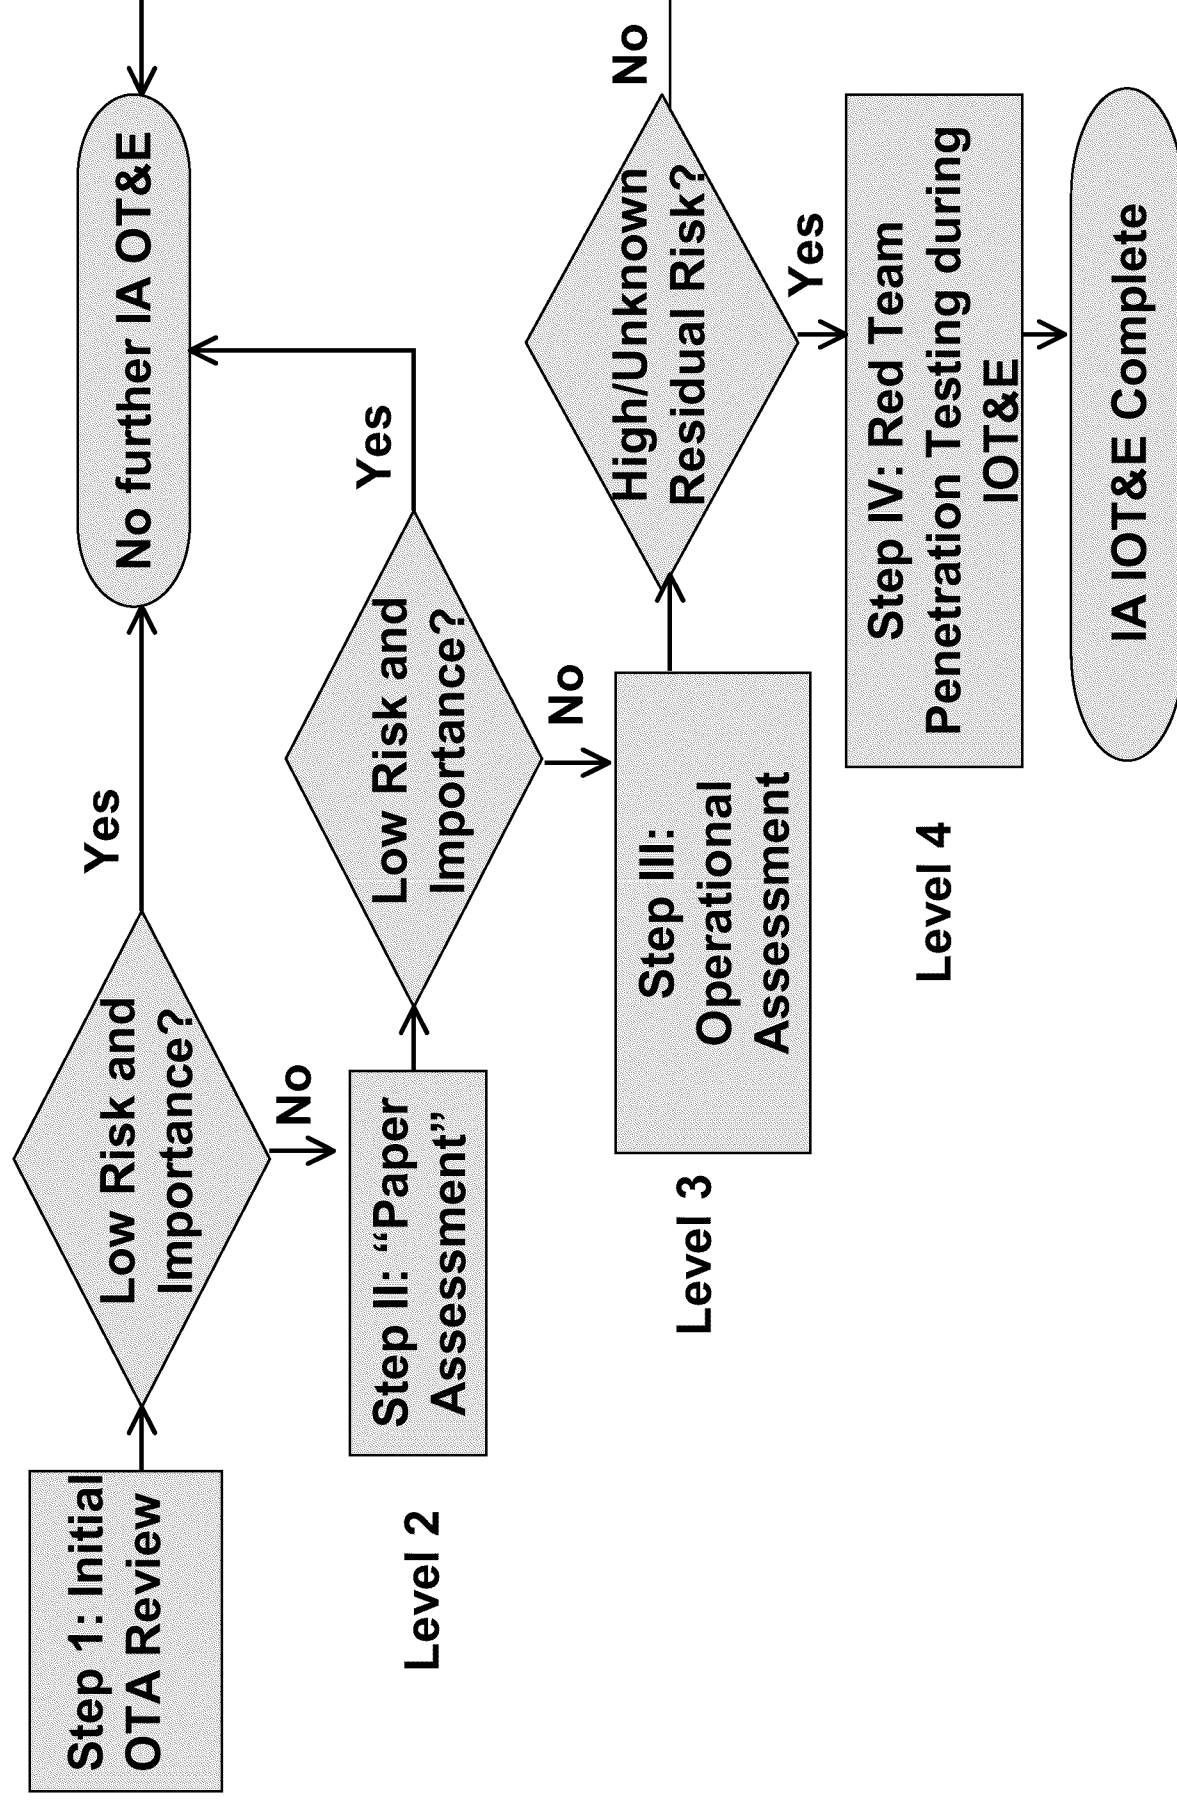 Step 1: Initial
OTA Review
Low Risk and
Importance?
Yes
No
No further IA OT&E
Level 2
Step II: “Paper
Assessment”
Low Risk and
Importance?
Yes
No
Level 3
Step III:
Operational
Assessment
High/Unknown
Residual Risk?
No
Yes
Level 4
Step IV: Red Team
Penetration Testing during
IOT&E
IA IOT&E Complete